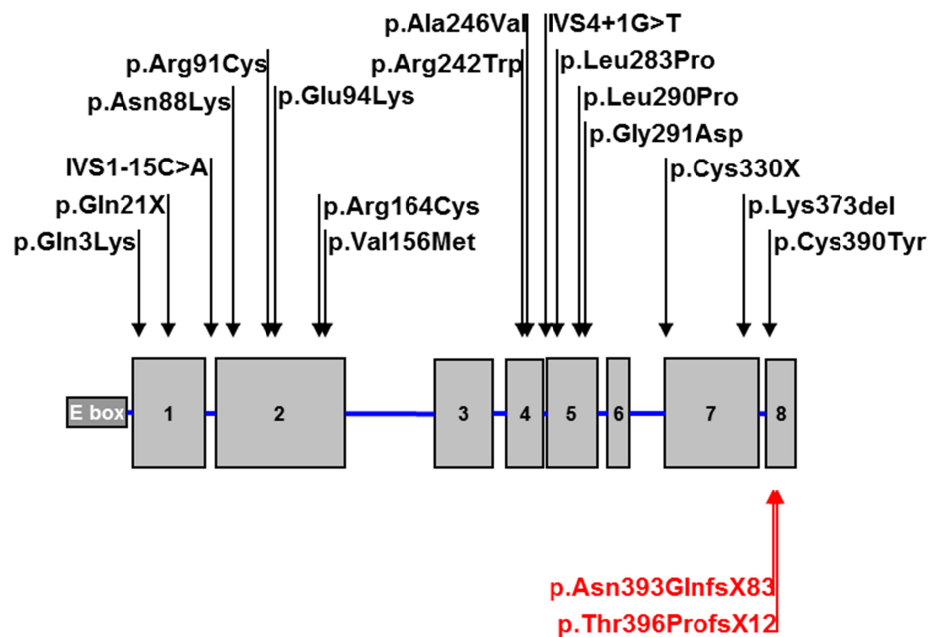 p.Ala246Val
IVS4+1G>T
p.Arg91Cys
p.Arg242Trp
p.Leu283Pro
p.Asn88Lys
p.Glu94Lys
p.Leu290Pro
p.Gly291Asp
IVS1-15C>A
p.Cys330X
p.Gln21X
p.Arg164Cys
p.Lys373del
p.Gln3Lys
p.Val156Met
p.Cys390Tyr
E box
1
2
3
4
5
6
7
8
p.Asn393GlnfsX83
p.Thr396ProfsX12